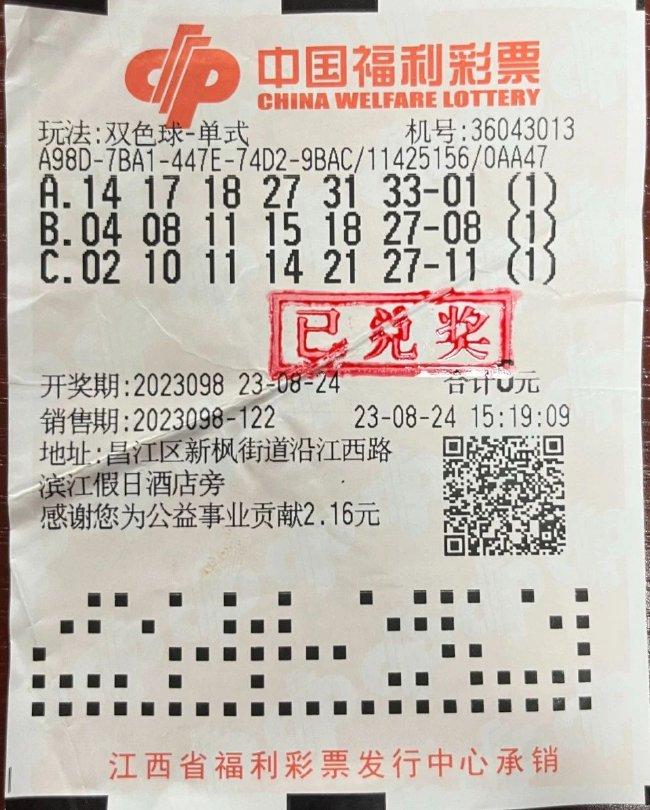 中国福利彩票
CHINA WELFARE LOTTERY
玩法:双色球-单式 机号:36043013
A98D-7BA1-447E-74D2-9BAC/11425156/0AA47
A.14 17 18 27 31 33-01 (1)
B.04 08 11 15 18 27-08 (1)
C.02 10 11 14 21 27-11 (1)
已兑奖
开奖期:2023098 23-08-24 合计6元
销售期:2023098-122 23-08-24 15:19:09
地址:昌江区新枫街道沿江西路
滨江假日酒店旁
感谢您为公益事业贡献2.16元
江西省福利彩票发行中心承销